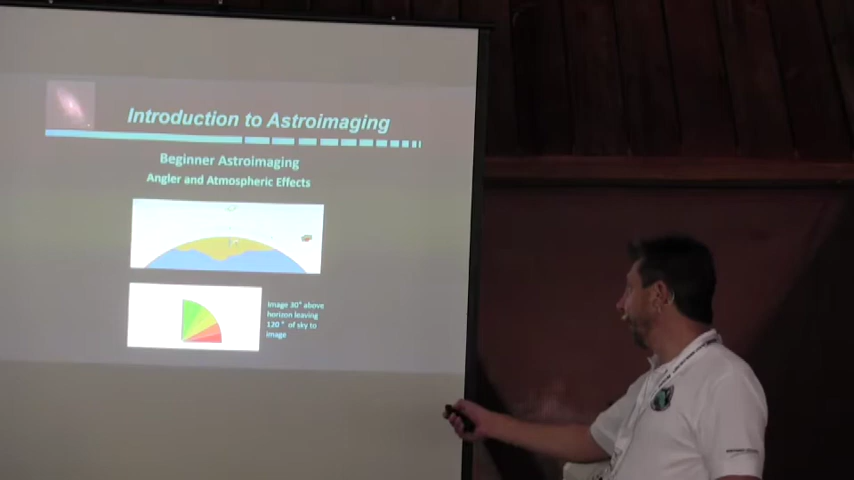 Introduction to Astroimaging
Beginner Astroimaging
Angler and Atmospheric Effects
Image 30° above
horizon leaving
120 ° of sky to
image